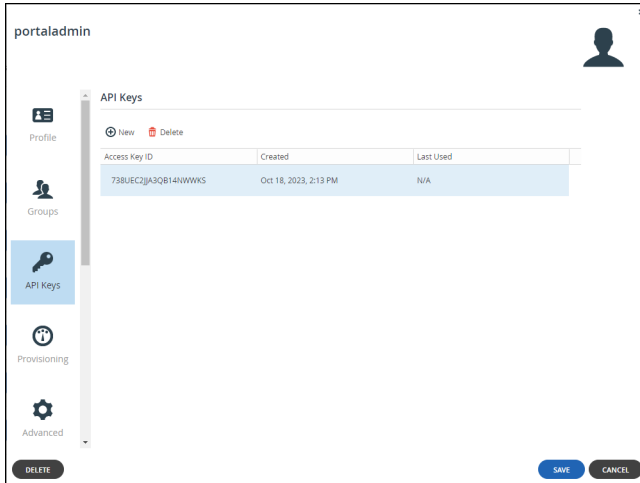 portaladmin
API Keys
New Delete
Access Key ID Created Last Used
738UEC2JJA3QB14NWWKS Oct 18, 2023, 2:13 PM N/A
Profile
Groups
API Keys
Provisioning
Advanced
DELETE SAVE CANCEL